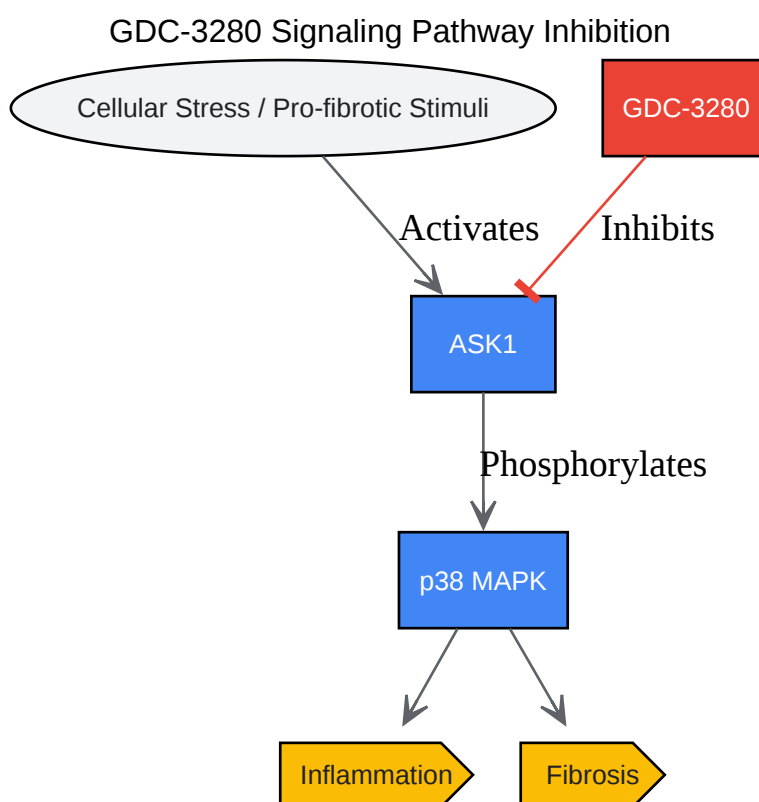 GDC-3280 Signaling Pathway Inhibition
Cellular Stress / Pro-fibrotic Stimuli
GDC-3280
Activates
Inhibits
ASK1
Phosphorylates
p38 MAPK
Inflammation
Fibrosis